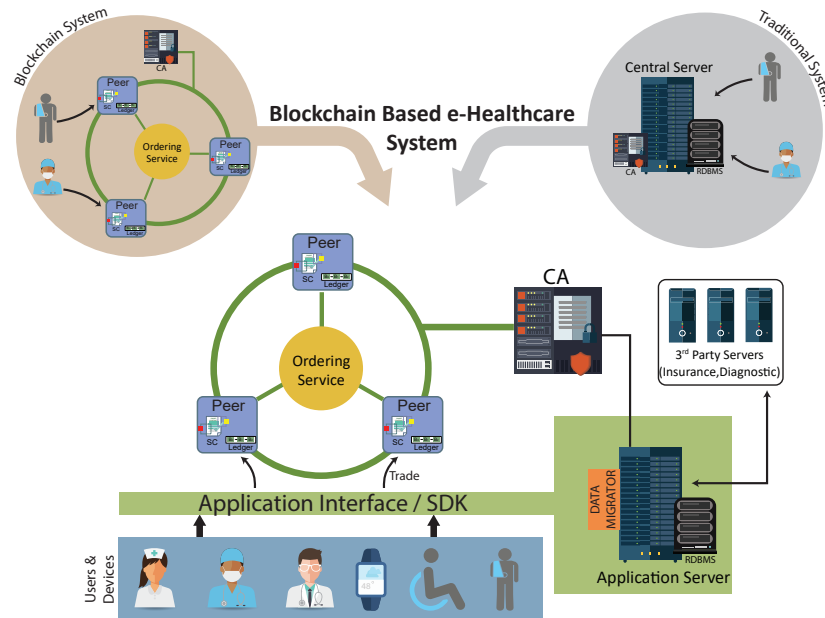 Blockchain System
CA
Peer
SC
Ledger
Ordering
Service
Peer
SC
Ledger
Peer
SC
Ledger
Blockchain Based e-Healthcare
System
Traditional System
Central Server
CA
RDBMS
Peer
SC
Ledger
Ordering
Service
Peer
SC
Ledger
Peer
SC
Ledger
CA
3rd Party Servers
(Insurance,Diagnostic)
Trade
Application Interface / SDK
DATA
MIGRATOR
RDBMS
Application Server
Users &
Devices
48°